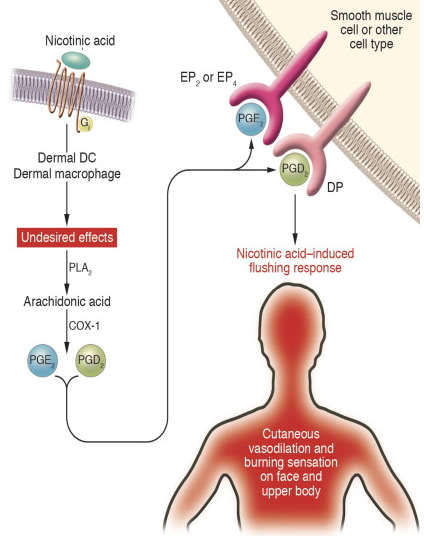 Smooth muscle
cell or other
cell type
Nicotinic acid
EP2 or EP4
G
PGE2
Dermal DC
Dermal macrophage
PGD2
DP
Undesired effects
PLA2
Nicotinic acid–induced
flushing response
Arachidonic acid
COX-1
PGE2
PGD2
Cutaneous
vasodilation and
burning sensation
on face and
upper body